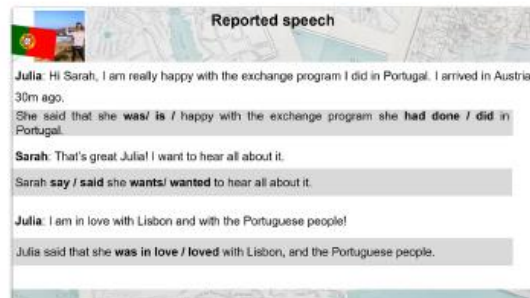 Reported speech
Julia: Hi Sarah, I am really happy with the exchange program I did in Portugal. I arrived in Austria
30m ago.
She said that she was/ is / happy with the exchange program she had done / did in
Portugal.
Sarah: That's great Julia! I want to hear all about it.
Sarah say / said she wants/ wanted to hear all about it.
Julia: I am in love with Lisbon and with the Portuguese people!
Julia said that she was in love / loved with Lisbon, and the Portuguese people.